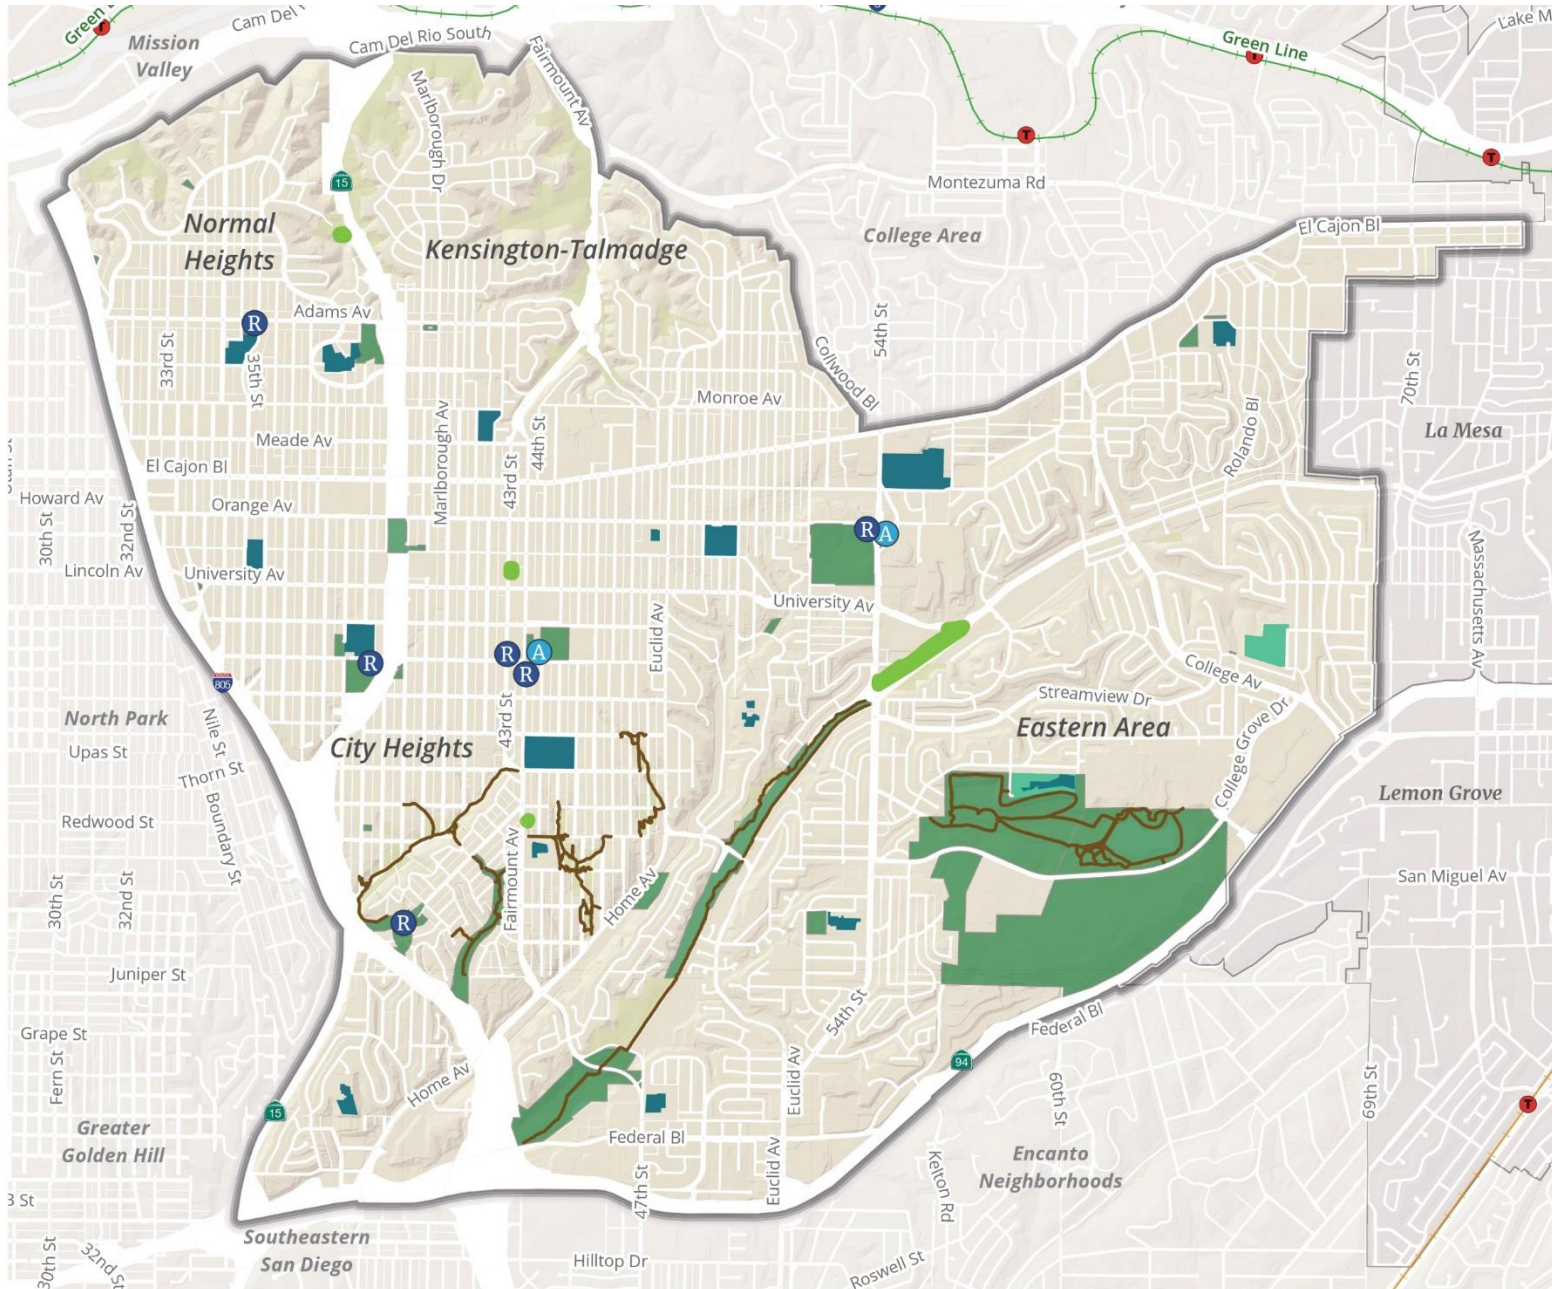 Green
Cam Del
Mission
Valley
Cam Del Rio South
Fairmount Av
Green Line
Lake M
Marlborough Dr
15
Montezuma Rd
Normal
Heights
Kensington-Talmadge
College Area
El Cajon Bl
Adams Av
R
33rd St
35th St
54th St
Collwood Bl
70th St
Monroe Av
Meade Av
Marlborough Av
44th St
43rd St
Rolando Bl
La Mesa
El Cajon Bl
Howard Av
Orange Av
30th St
32nd St
R
A
Lincoln Av
University Av
University Av
Massachusetts Av
Euclid Av
R
R
A
R
College Av
805
Streamview Dr
North Park
Nile St
43rd St
City Heights
Eastern Area
College Grove Dr
Upas St
Thorn St
Boundary St
Lemon Grove
Redwood St
Fairmount Av
Home Av
30th St
32nd St
San Miguel Av
R
Juniper St
54th St
Grape St
Federal Bl
Fern St
Home Av
Euclid Av
94
60th St
69th St
15
T
T
T
T
T
Greater
Golden Hill
Federal Bl
47th St
Euclid Av
Kelton Rd
Encanto
Neighborhoods
B St
Southeastern
San Diego
30th St
32nd St
Hilltop Dr
Roswell St